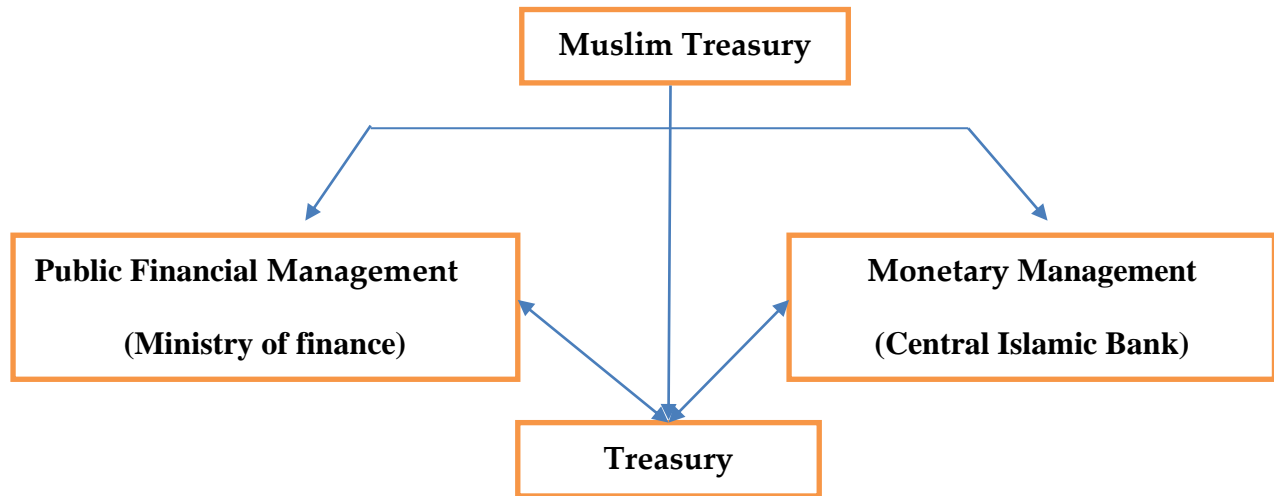 Muslim Treasury
Public Financial Management
(Ministry of finance)
Monetary Management
(Central Islamic Bank)
Treasury